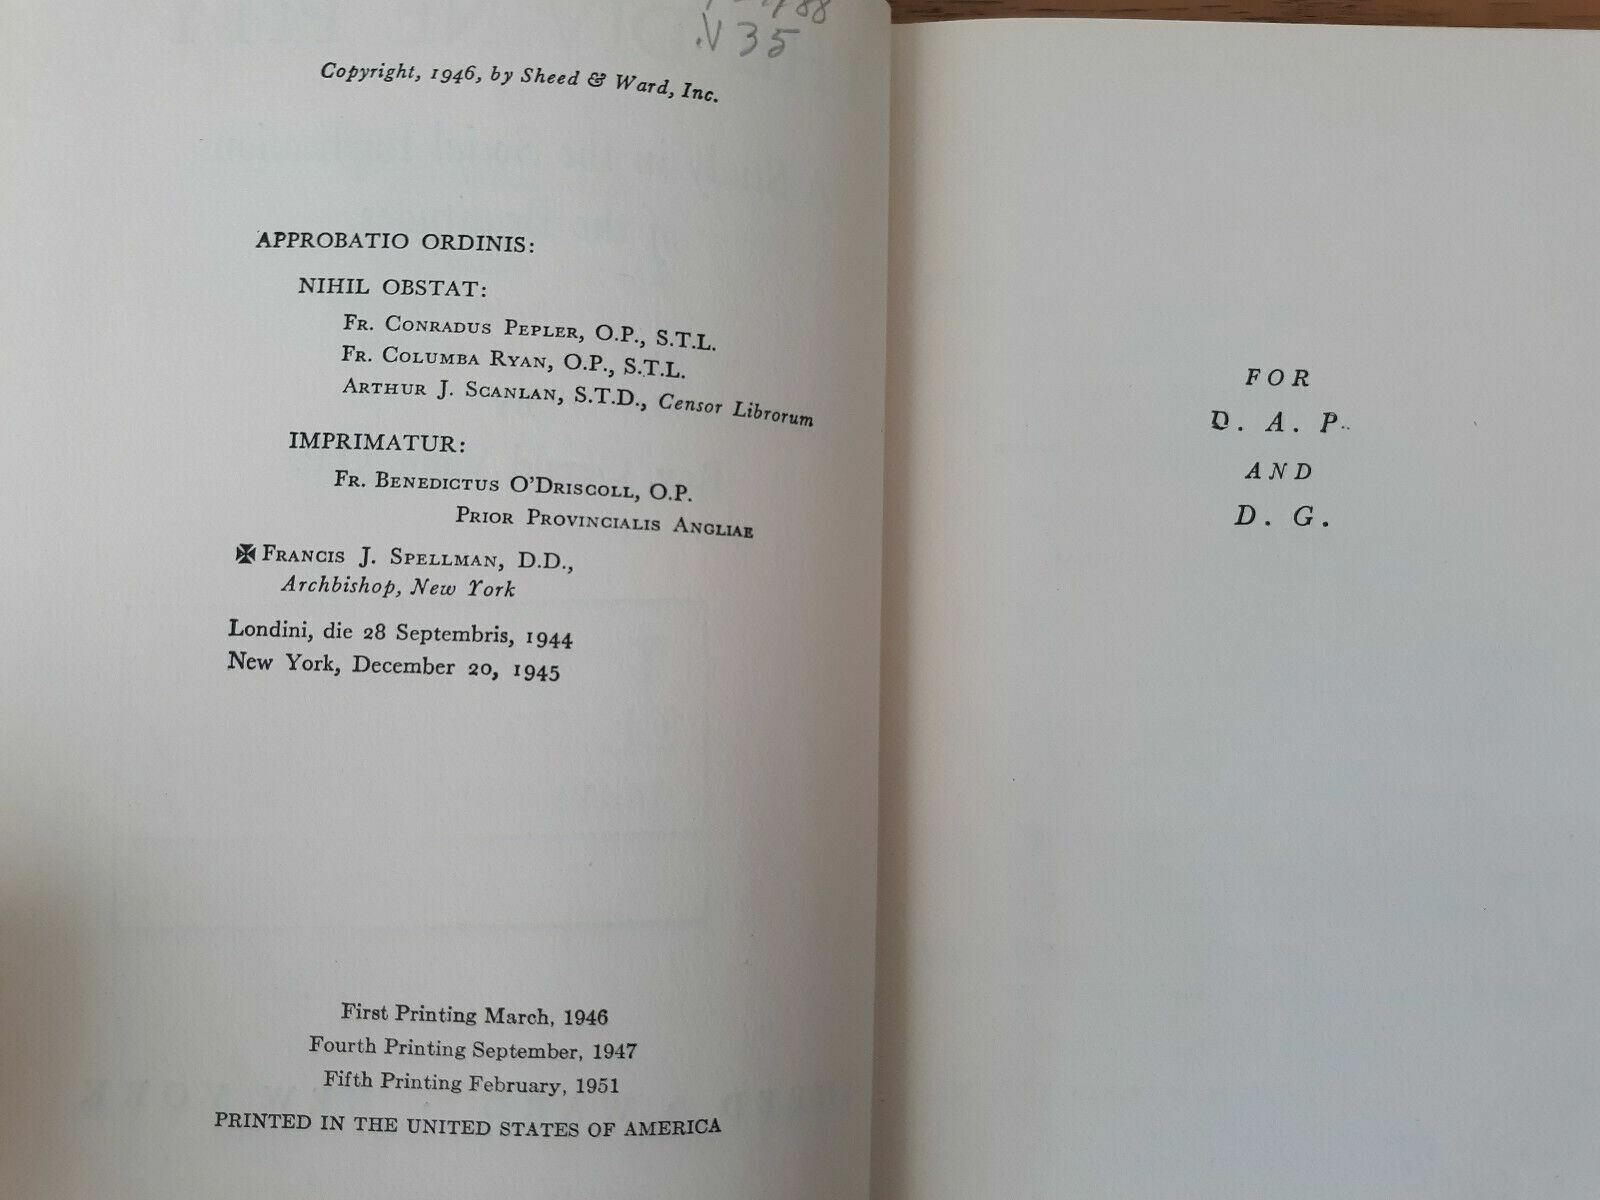 .V35
Copyright, 1946, by Sheed & Ward, Inc.
APPROBATIO ORDINIS:
NIHIL OBSTAT:
Fr. Conradus Pepler, O.P., S.T.L.
Fr. Columba Ryan, O.P., S.T.L.
Arthur J. Scanlan, S.T.D., Censor Librorum
IMPRIMATUR:
Fr. Benedictus O'Driscoll, O.P.
Prior Provincialis Angliae
✠ Francis J. Spellman, D.D.,
Archbishop, New York
Londini, die 28 Septembris, 1944
New York, December 20, 1945
First Printing March, 1946
Fourth Printing September, 1947
Fifth Printing February, 1951
PRINTED IN THE UNITED STATES OF AMERICA
FOR
D. A. P.
AND
D. G.